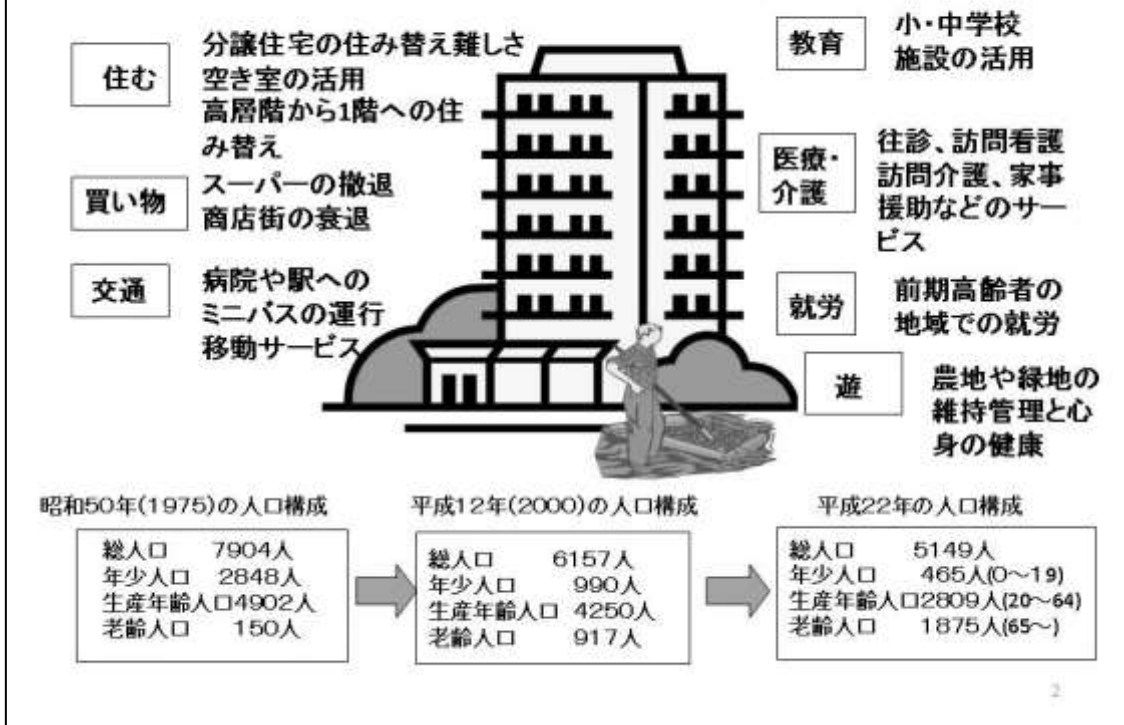 住む
分譲住宅の住み替え難しさ
空き室の活用
高層階から1階への住
み替え
買い物
スーパーの撤退
商店街の衰退
交通
病院や駅への
ミニバスの運行
移動サービス
教育
小・中学校
施設の活用
医療・
介護
往診、訪問看護
訪問介護、家事
援助などのサー
ビス
就労
前期高齢者の
地域での就労
遊
農地や緑地の
維持管理と心
身の健康
昭和50年(1975)の人口構成
総人口 7904人
年少人口 2848人
生産年齢人口4902人
老齢人口 150人
平成12年(2000)の人口構成
総人口 6157人
年少人口 990人
生産年齢人口 4250人
老齢人口 917人
平成22年の人口構成
総人口 5149人
年少人口 465人(0～19)
生産年齢人口2809人(20～64)
老齢人口 1875人(65～)
2